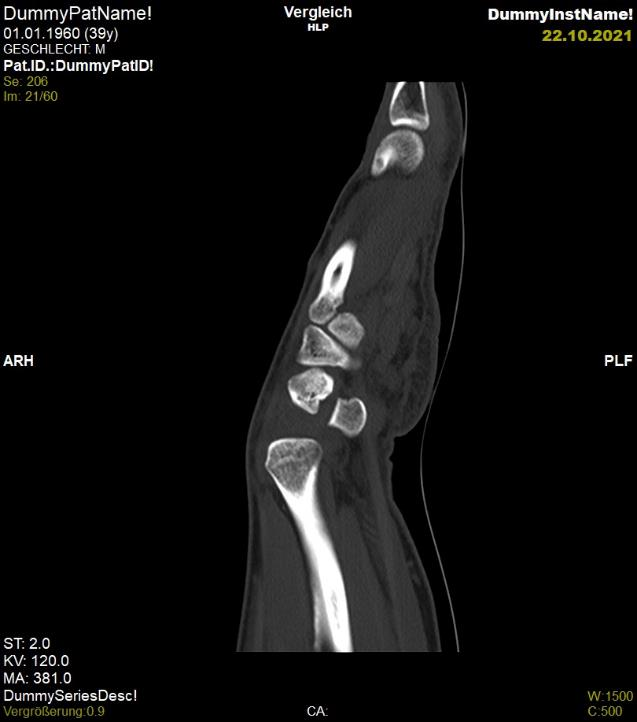 DummyPatName!
01.01.1960 (39y)
GESCHLECHT: M
Pat.ID.:DummyPatID!
Se: 206
Im: 21/60
Vergleich
HLP
DummyInstName!
22.10.2021
ARH
PLF
ST: 2.0
KV: 120.0
MA: 381.0
DummySeriesDesc!
Vergrößerung:0.9
CA:
W:1500
C:500